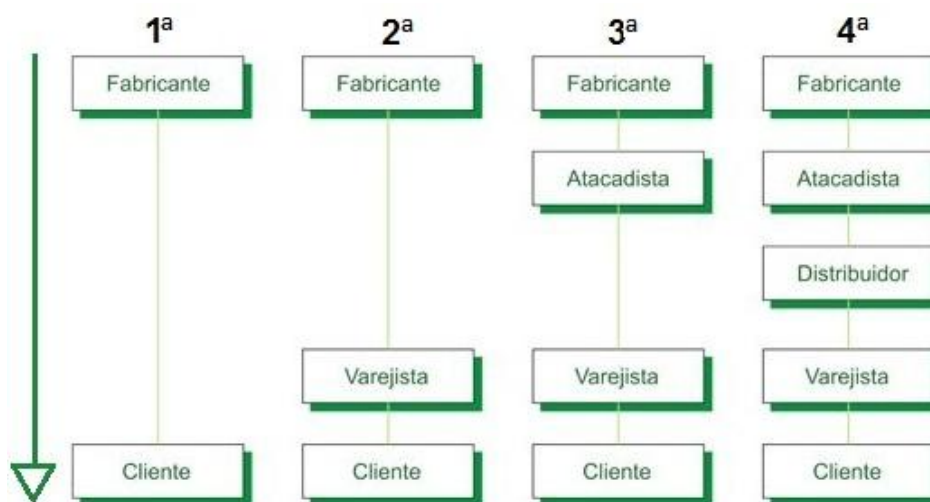 1ª 2ª 3ª 4ª
Fabricante Fabricante Fabricante Fabricante
Atacadista Atacadista
Distribuidor
Varejista Varejista Varejista
Cliente Cliente Cliente Cliente